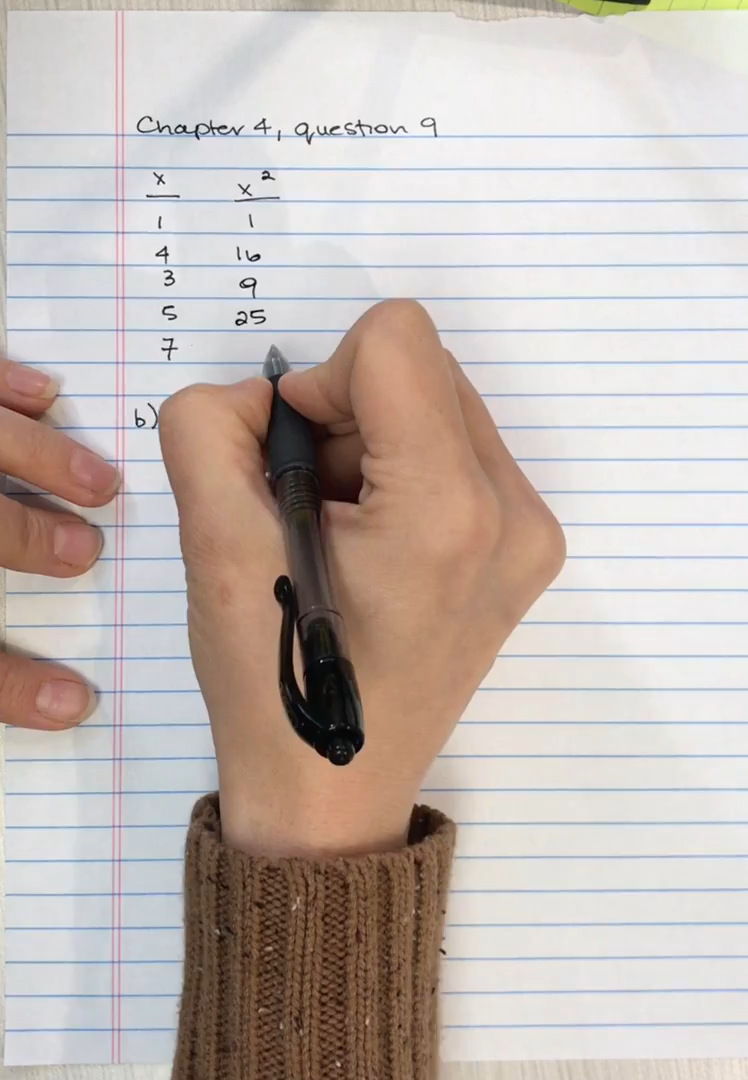 Chapter 4, question 9
x x²
1 1
4 16
3 9
5 25
7
b)